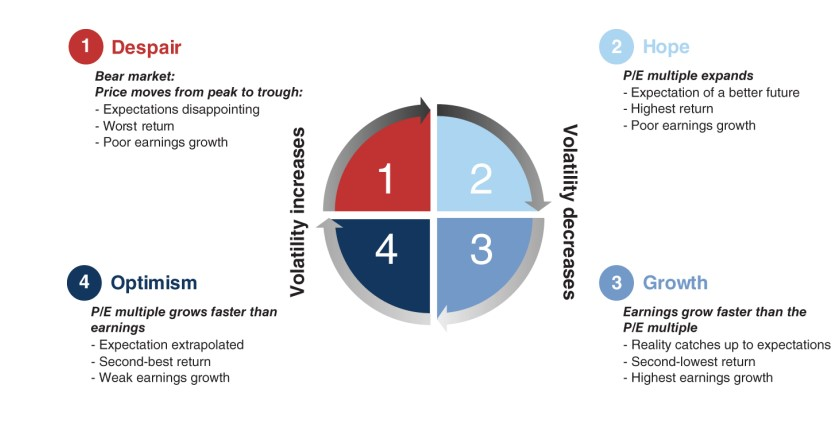 1 Despair
Bear market:
Price moves from peak to trough:
- Expectations disappointing
- Worst return
- Poor earnings growth
2 Hope
P/E multiple expands
- Expectation of a better future
- Highest return
- Poor earnings growth
Volatility increases
1
2
4
3
Volatility decreases
4 Optimism
P/E multiple grows faster than
earnings
- Expectation extrapolated
- Second-best return
- Weak earnings growth
3 Growth
Earnings grow faster than the
P/E multiple
- Reality catches up to expectations
- Second-lowest return
- Highest earnings growth